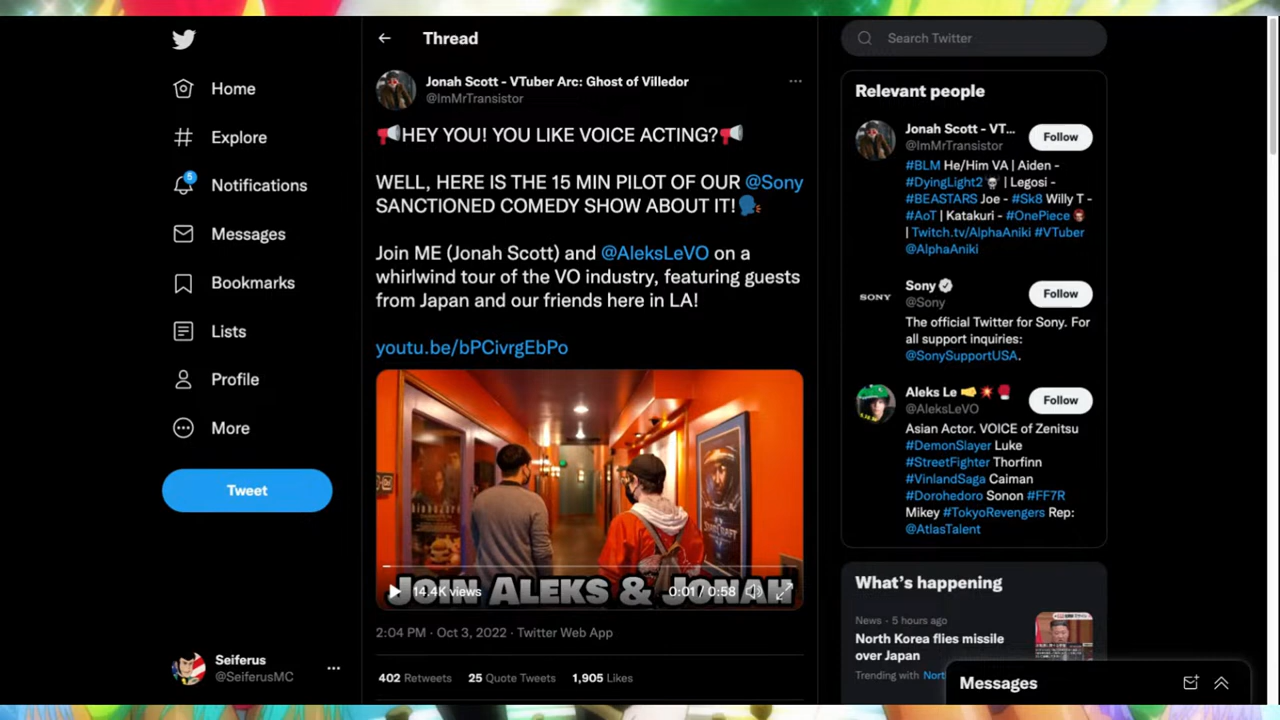 Thread
Search Twitter
Home
Explore
5
Notifications
Messages
Bookmarks
Lists
Profile
More
Tweet
Seiferus
@SeiferusMC
Jonah Scott - VTuber Arc: Ghost of Villedor
@ImMrTransistor
📢HEY YOU! YOU LIKE VOICE ACTING?📢
WELL, HERE IS THE 15 MIN PILOT OF OUR @Sony
SANCTIONED COMEDY SHOW ABOUT IT!🗣
Join ME (Jonah Scott) and @AleksLeVO on a
whirlwind tour of the VO industry, featuring guests
from Japan and our friends here in LA!
youtu.be/bPCivrgEbPo
STARCRAFT
JOIN ALEKS & JONAH
14.4K views
0:01 / 0:58
2:04 PM · Oct 3, 2022 · Twitter Web App
402 Retweets 25 Quote Tweets 1,905 Likes
Relevant people
Jonah Scott - VT...
@ImMrTransistor
Follow
#BLM He/Him VA | Aiden -
#DyingLight2💀 | Legosi -
#BEASTARS Joe - #Sk8 Willy T -
#AoT | Katakuri - #OnePiece
| Twitch.tv/AlphaAniki #VTuber
@AlphaAniki
SONY
Sony
@Sony
Follow
The official Twitter for Sony. For
all support inquiries:
@SonySupportUSA.
Aleks Le 🤜💥🥊
@AleksLeVO
Follow
Asian Actor. VOICE of Zenitsu
#DemonSlayer Luke
#StreetFighter Thorfinn
#VinlandSaga Caiman
#Dorohedoro Sonon #FF7R
Mikey #TokyoRevengers Rep:
@AtlasTalent
What's happening
News · 5 hours ago
North Korea flies missile
over Japan
Trending with Nort
Messages